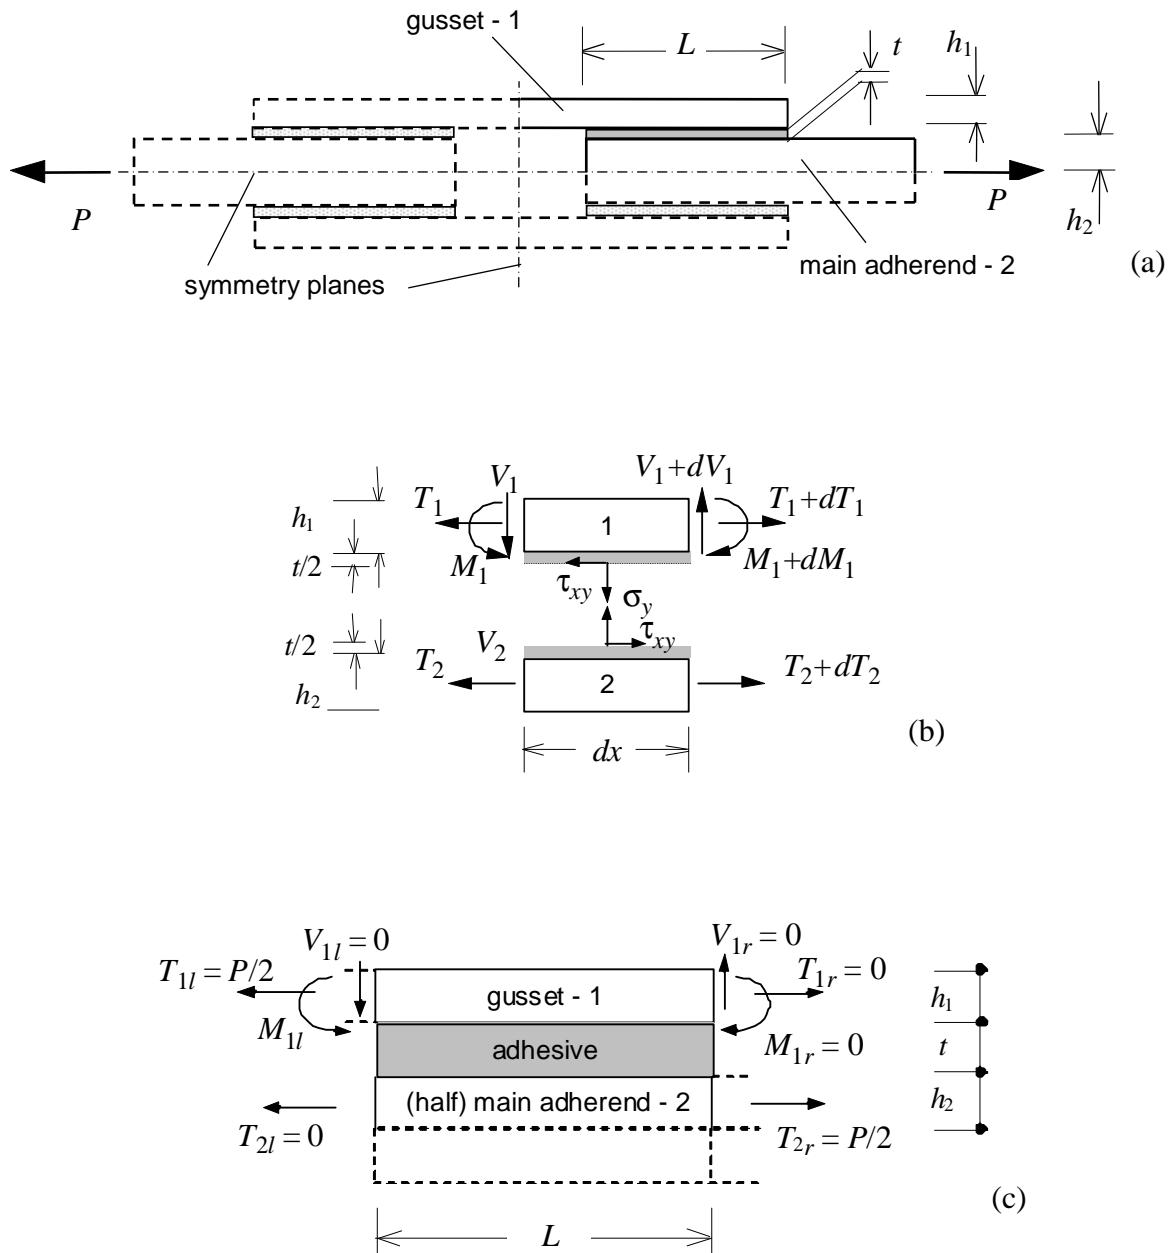 gusset - 1
L
t
h1
P
P
h2
main adherend - 2
symmetry planes
(a)
V1
V1+dV1
T1
T1+dT1
h1
1
M1
M1+dM1
t/2
τxy
σy
t/2
V2
τxy
T2
T2+dT2
h2
2
dx
(b)
V1l = 0
V1r = 0
T1l = P/2
T1r = 0
gusset - 1
h1
M1l
adhesive
M1r = 0
t
(half) main adherend - 2
h2
T2l = 0
T2r = P/2
(c)
L